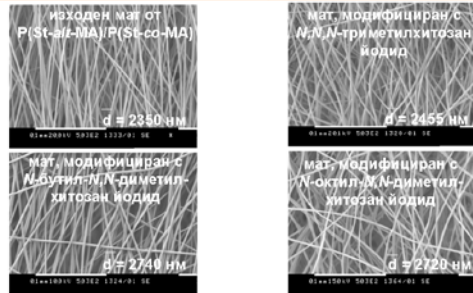 изходен мат от
P(St-alt-MA)/P(St-co-MA)
d = 2350 нм
мат, модифициран с
N,N,N-триметилхитозан
йодид
d = 2455 нм
мат, модифициран с
N-бутил-N,N-диметил-
хитозан йодид
d = 2740 нм
мат, модифициран с
N-октил-N,N-диметил-
хитозан йодид
d = 2720 нм